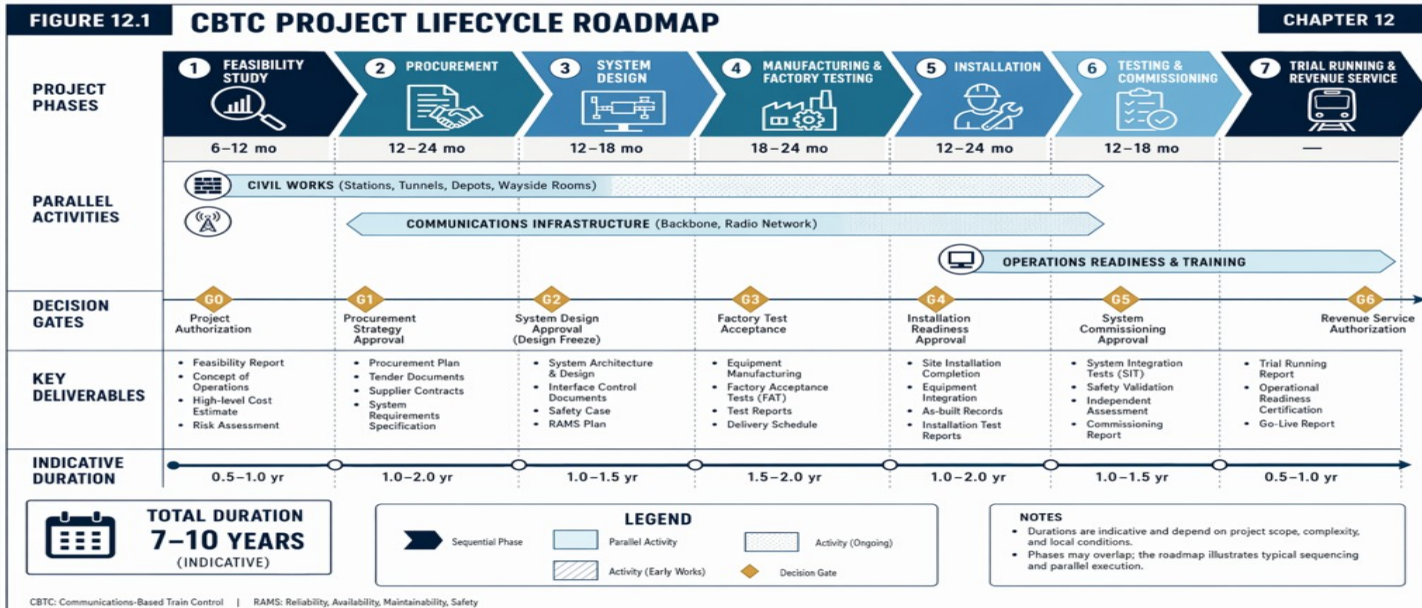 FIGURE 12.1
CBTC PROJECT LIFECYCLE ROADMAP
CHAPTER 12
PROJECT
PHASES
1 FEASIBILITY
STUDY
2 PROCUREMENT
3 SYSTEM
DESIGN
4 MANUFACTURING &
FACTORY TESTING
5 INSTALLATION
6 TESTING &
COMMISSIONING
7 TRIAL RUNNING &
REVENUE SERVICE
6–12 mo
12–24 mo
12–18 mo
18–24 mo
12–24 mo
12–18 mo
—
PARALLEL
ACTIVITIES
CIVIL WORKS (Stations, Tunnels, Depots, Wayside Rooms)
COMMUNICATIONS INFRASTRUCTURE (Backbone, Radio Network)
OPERATIONS READINESS & TRAINING
DECISION
GATES
G0
Project
Authorization
G1
Procurement
Strategy
Approval
G2
System Design
Approval
(Design Freeze)
G3
Factory Test
Acceptance
G4
Installation
Readiness
Approval
G5
System
Commissioning
Approval
G6
Revenue Service
Authorization
KEY
DELIVERABLES
• Feasibility Report
• Concept of
Operations
• High-level Cost
Estimate
• Risk Assessment
• Procurement Plan
• Tender Documents
• Supplier Contracts
• System
Requirements
Specification
• System Architecture
& Design
• Interface Control
Documents
• Safety Case
• RAMS Plan
• Equipment
Manufacturing
• Factory Acceptance
Tests (FAT)
• Test Reports
• Delivery Schedule
• Site Installation
Completion
• Equipment
Integration
• As-built Records
• Installation Test
Reports
• System Integration
Tests (SIT)
• Safety Validation
• Independent
Assessment
• Commissioning
Report
• Trial Running
Report
• Operational
Readiness
Certification
• Go-Live Report
INDICATIVE
DURATION
0.5–1.0 yr
1.0–2.0 yr
1.0–1.5 yr
1.5–2.0 yr
1.0–2.0 yr
1.0–1.5 yr
0.5–1.0 yr
TOTAL DURATION
7–10 YEARS
(INDICATIVE)
LEGEND
Sequential Phase
Parallel Activity
Activity (Ongoing)
Activity (Early Works)
Decision Gate
NOTES
• Durations are indicative and depend on project scope, complexity,
and local conditions.
• Phases may overlap; the roadmap illustrates typical sequencing
and parallel execution.
CBTC: Communications-Based Train Control | RAMS: Reliability, Availability, Maintainability, Safety